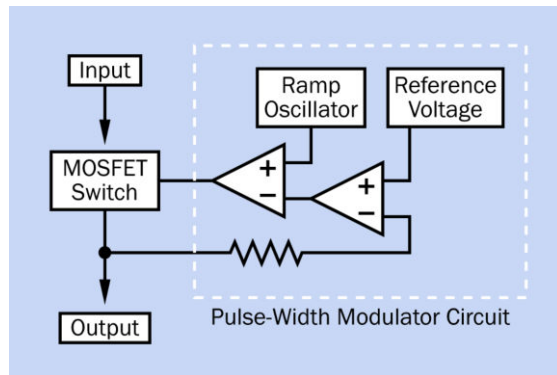 Input
Ramp
Oscillator
Reference
Voltage
MOSFET
Switch
+
−
+
−
Output
Pulse-Width Modulator Circuit